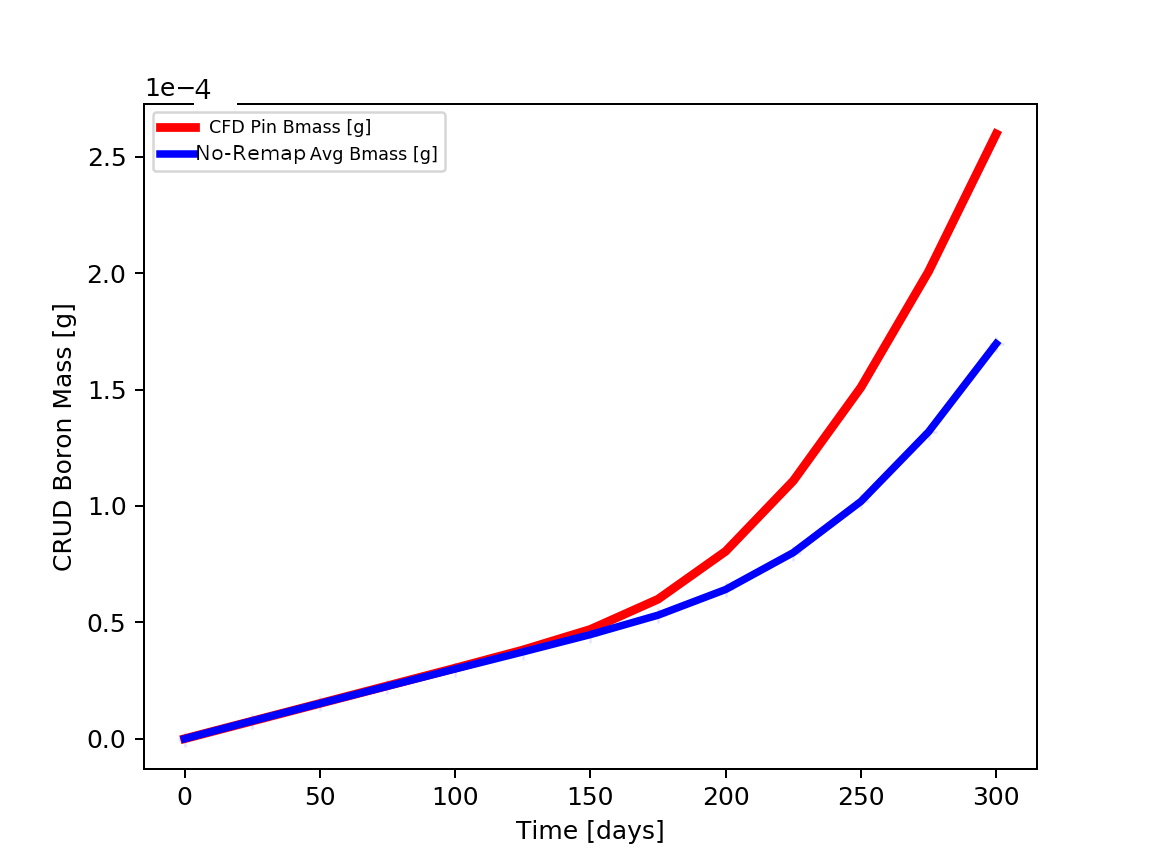 1e−4
CFD Pin Bmass [g]
No-Remap Avg Bmass [g]
2.5
2.0
1.5
1.0
0.5
0.0
CRUD Boron Mass [g]
0 50 100 150 200 250 300
Time [days]